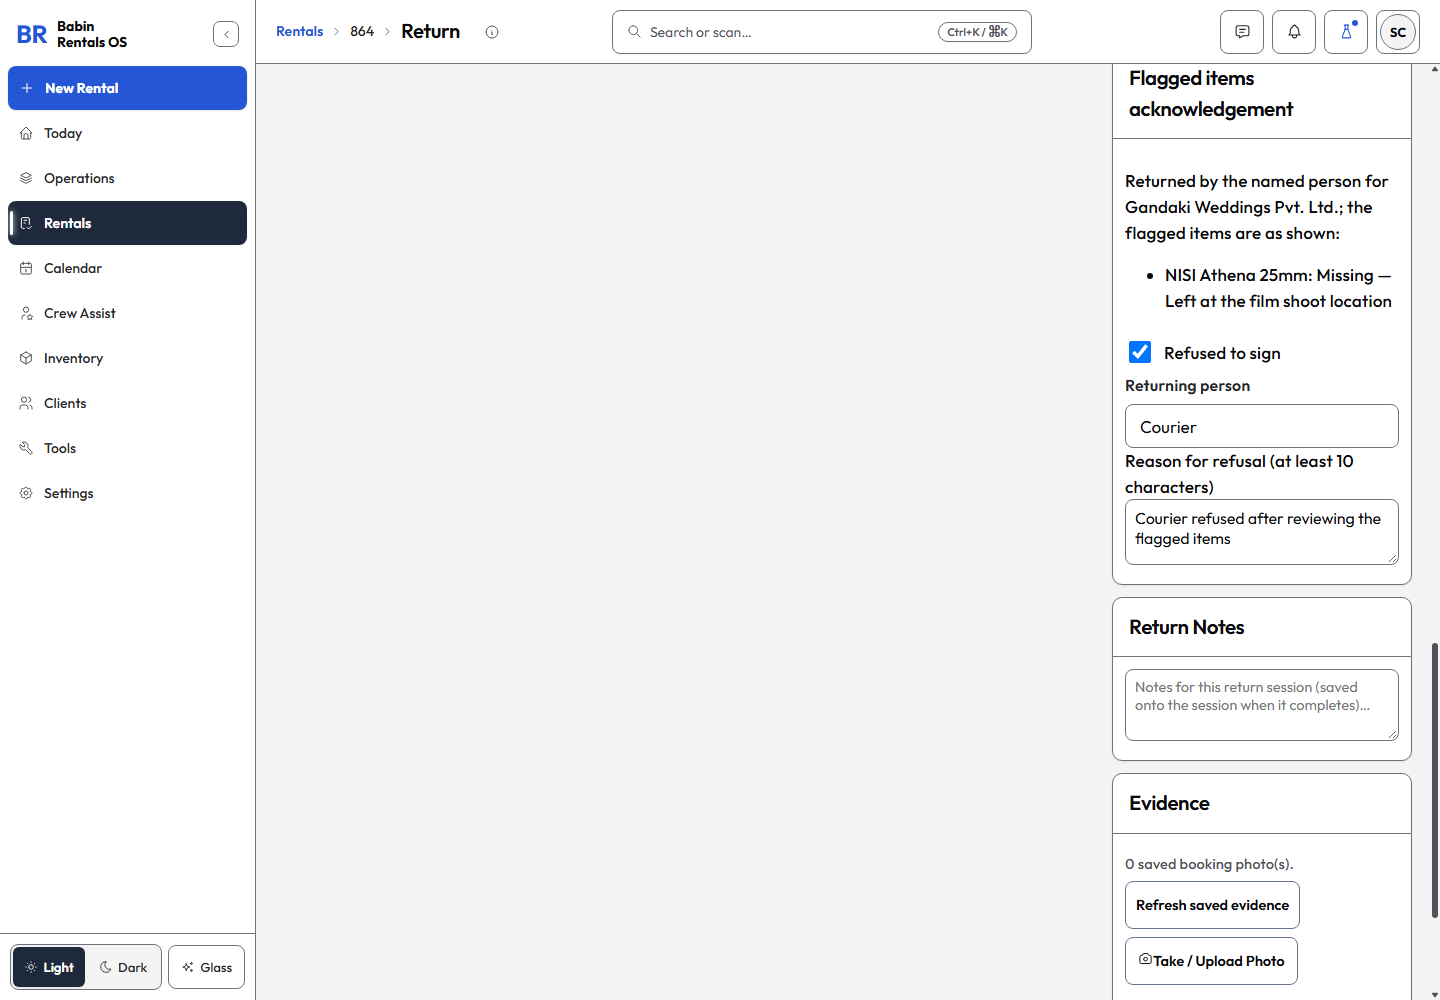 BR
Babin
Rentals OS
New Rental
Today
Operations
Rentals
Calendar
Crew Assist
Inventory
Clients
Tools
Settings
Light
Dark
Glass
Rentals > 864 > Return
Search or scan...
Ctrl+K / ⌘K
SC
Flagged items
acknowledgement
Returned by the named person for
Gandaki Weddings Pvt. Ltd.; the
flagged items are as shown:
• NISI Athena 25mm: Missing —
Left at the film shoot location
Refused to sign
Returning person
Courier
Reason for refusal (at least 10
characters)
Courier refused after reviewing the
flagged items
Return Notes
Notes for this return session (saved
onto the session when it completes)...
Evidence
0 saved booking photo(s).
Refresh saved evidence
Take / Upload Photo